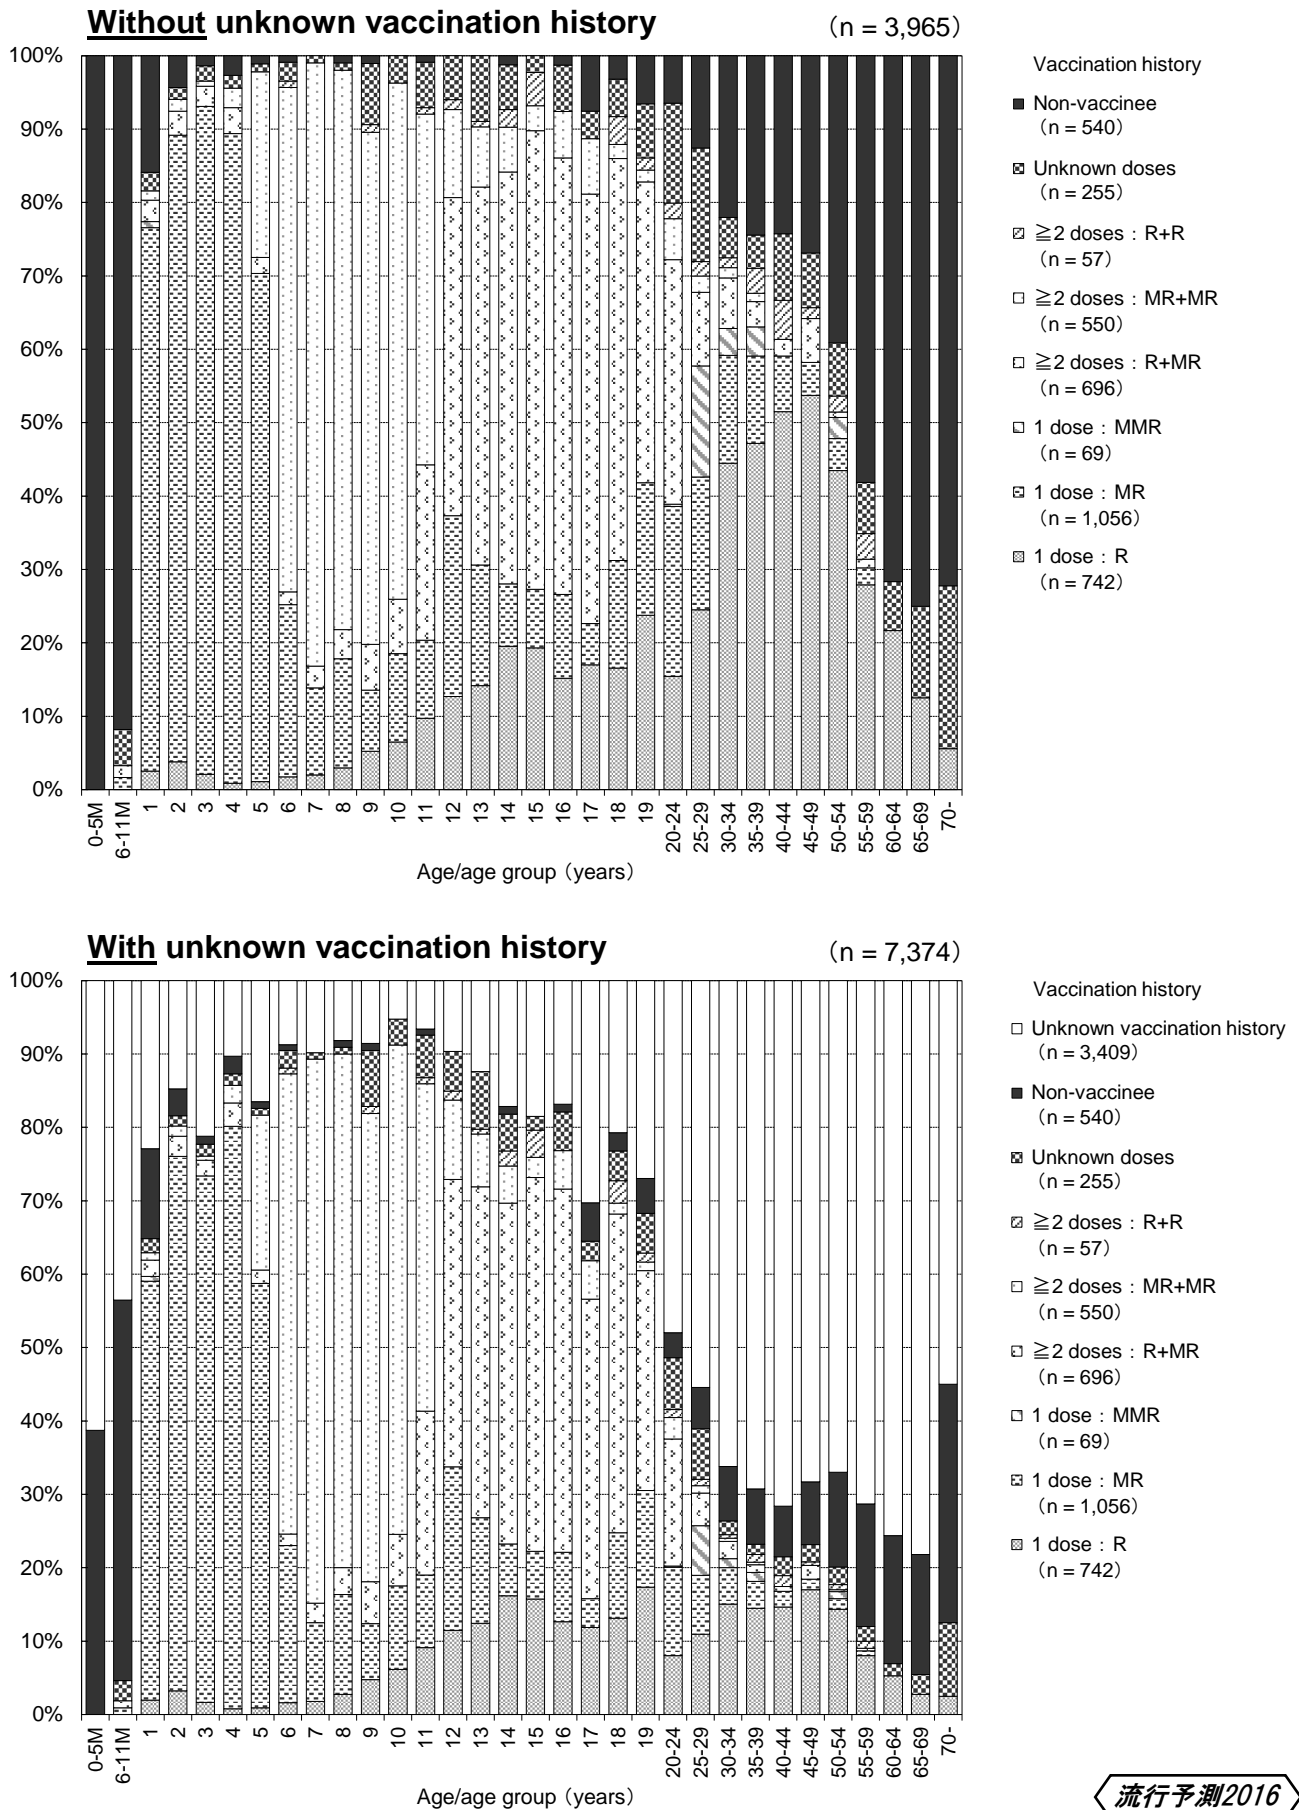 Without unknown vaccination history
（n = 3,965）
100%
90%
80%
70%
60%
50%
40%
30%
20%
10%
0%
0-5M
6-11M
1
2
3
4
5
6
7
8
9
10
11
12
13
14
15
16
17
18
19
20-24
25-29
30-34
35-39
40-44
45-49
50-54
55-59
60-64
65-69
70-
Age/age group（years）
Vaccination history
Non-vaccinee
（n = 540）
Unknown doses
（n = 255）
≧2 doses : R+R
（n = 57）
≧2 doses : MR+MR
（n = 550）
≧2 doses : R+MR
（n = 696）
1 dose : MMR
（n = 69）
1 dose : MR
（n = 1,056）
1 dose : R
（n = 742）
With unknown vaccination history
（n = 7,374）
100%
90%
80%
70%
60%
50%
40%
30%
20%
10%
0%
0-5M
6-11M
1
2
3
4
5
6
7
8
9
10
11
12
13
14
15
16
17
18
19
20-24
25-29
30-34
35-39
40-44
45-49
50-54
55-59
60-64
65-69
70-
Age/age group（years）
Vaccination history
Unknown vaccination history
（n = 3,409）
Non-vaccinee
（n = 540）
Unknown doses
（n = 255）
≧2 doses : R+R
（n = 57）
≧2 doses : MR+MR
（n = 550）
≧2 doses : R+MR
（n = 696）
1 dose : MMR
（n = 69）
1 dose : MR
（n = 1,056）
1 dose : R
（n = 742）
流行予測2016